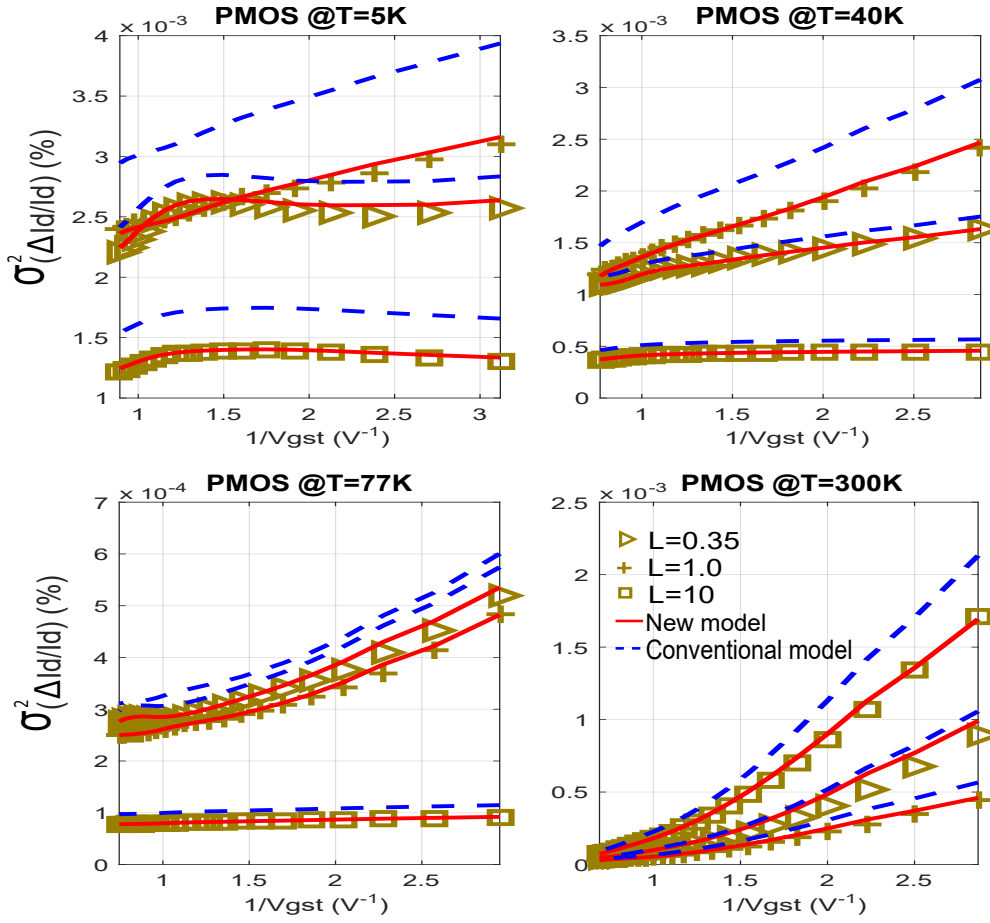 PMOS @T=5K
× 10⁻³
4
3.5
3
2.5
2
1.5
1
1 1.5 2 2.5 3
1/Vgst (V⁻¹)
σ²(ΔId/Id) (%)
PMOS @T=40K
× 10⁻³
3.5
3
2.5
2
1.5
1
0.5
0
1 1.5 2 2.5
1/Vgst (V⁻¹)
PMOS @T=77K
× 10⁻⁴
7
6
5
4
3
2
1
0
1 1.5 2 2.5
1/Vgst (V⁻¹)
σ²(ΔId/Id) (%)
PMOS @T=300K
× 10⁻³
2.5
2
1.5
1
0.5
0
1 1.5 2 2.5
1/Vgst (V⁻¹)
L=0.35
L=1.0
L=10
New model
Conventional model